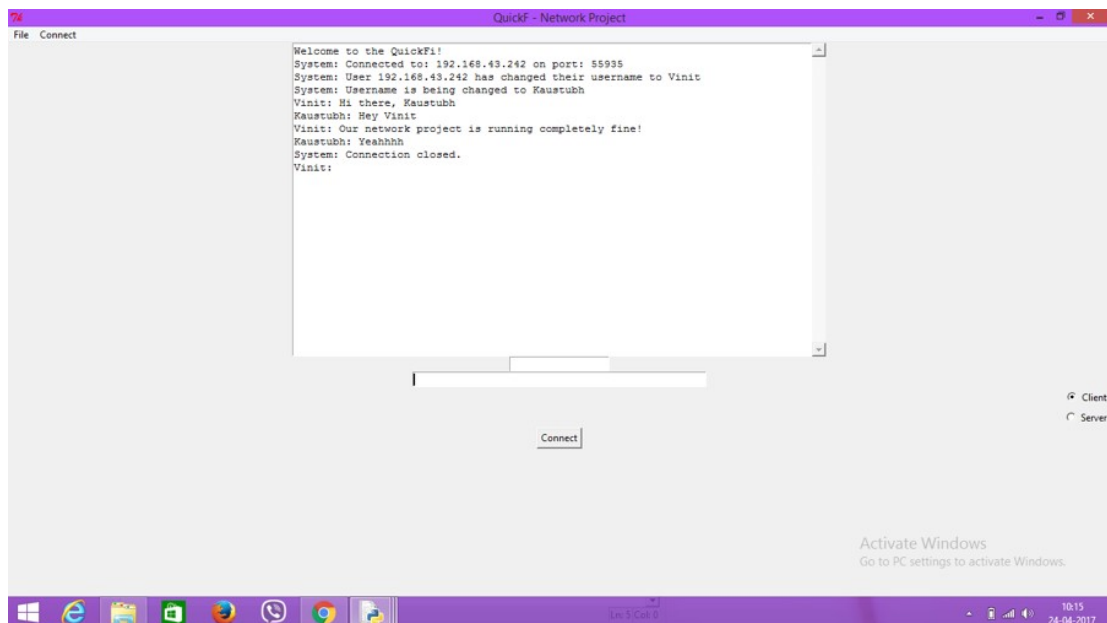 QuickF - Network Project
File Connect
Welcome to the QuickFi!
System: Connected to: 192.168.43.242 on port: 55935
System: User 192.168.43.242 has changed their username to Vinit
System: Username is being changed to Kaustubh
Vinit: Hi there, Kaustubh
Kaustubh: Hey Vinit
Vinit: Our network project is running completely fine!
Kaustubh: Yeahhhh
System: Connection closed.
Vinit:
Client
Server
Connect
Activate Windows
Go to PC settings to activate Windows.
Ln: 5 Col: 0
10:15
24-04-2017